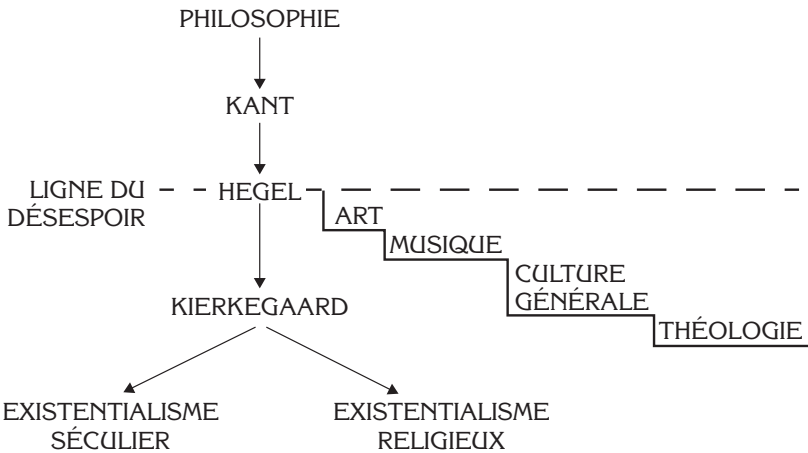 PHILOSOPHIE
KANT
LIGNE DU
DÉSESPOIR
HEGEL
ART
MUSIQUE
CULTURE
GÉNÉRALE
THÉOLOGIE
KIERKEGAARD
EXISTENTIALISME
SÉCULIER
EXISTENTIALISME
RELIGIEUX